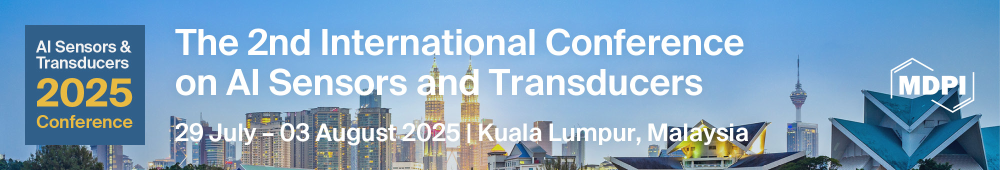 AI Sensors &
Transducers
2025
Conference
The 2nd International Conference
on AI Sensors and Transducers
29 July – 03 August 2025 | Kuala Lumpur, Malaysia
MDPI